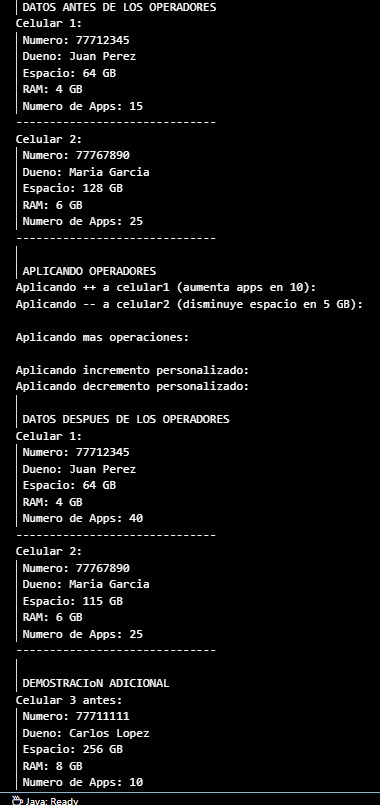 DATOS ANTES DE LOS OPERADORES
Celular 1:
Numero: 77712345
Dueno: Juan Perez
Espacio: 64 GB
RAM: 4 GB
Numero de Apps: 15
------------------------------
Celular 2:
Numero: 77767890
Dueno: Maria Garcia
Espacio: 128 GB
RAM: 6 GB
Numero de Apps: 25
------------------------------
APLICANDO OPERADORES
Aplicando ++ a celular1 (aumenta apps en 10):
Aplicando -- a celular2 (disminuye espacio en 5 GB):
Aplicando mas operaciones:
Aplicando incremento personalizado:
Aplicando decremento personalizado:
DATOS DESPUES DE LOS OPERADORES
Celular 1:
Numero: 77712345
Dueno: Juan Perez
Espacio: 64 GB
RAM: 4 GB
Numero de Apps: 40
------------------------------
Celular 2:
Numero: 77767890
Dueno: Maria Garcia
Espacio: 115 GB
RAM: 6 GB
Numero de Apps: 25
------------------------------
DEMOSTRACIoN ADICIONAL
Celular 3 antes:
Numero: 77711111
Dueno: Carlos Lopez
Espacio: 256 GB
RAM: 8 GB
Numero de Apps: 10
Java: Ready